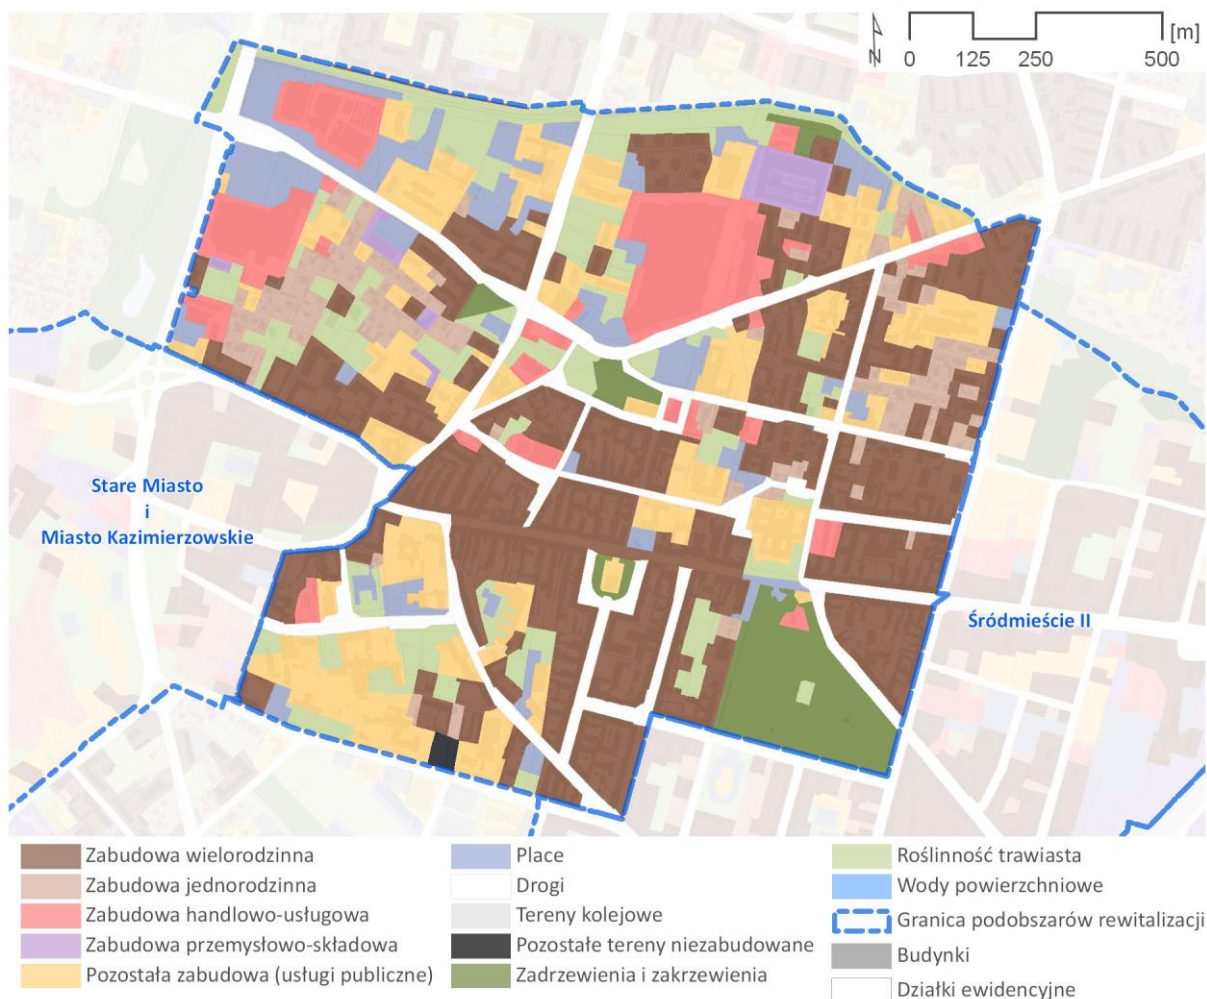 N
[m]
0 125 250 500
Stare Miasto
i
Miasto Kazimierzowskie
Śródmieście II
Zabudowa wielorodzinna
Zabudowa jednorodzinna
Zabudowa handlowo-usługowa
Zabudowa przemysłowo-składowa
Pozostała zabudowa (usługi publiczne)
Place
Drogi
Tereny kolejowe
Pozostałe tereny niezabudowane
Zadrzewienia i zakrzewienia
Roślinność trawiasta
Wody powierzchniowe
Granica podobszarów rewitalizacji
Budynki
Działki ewidencyjne